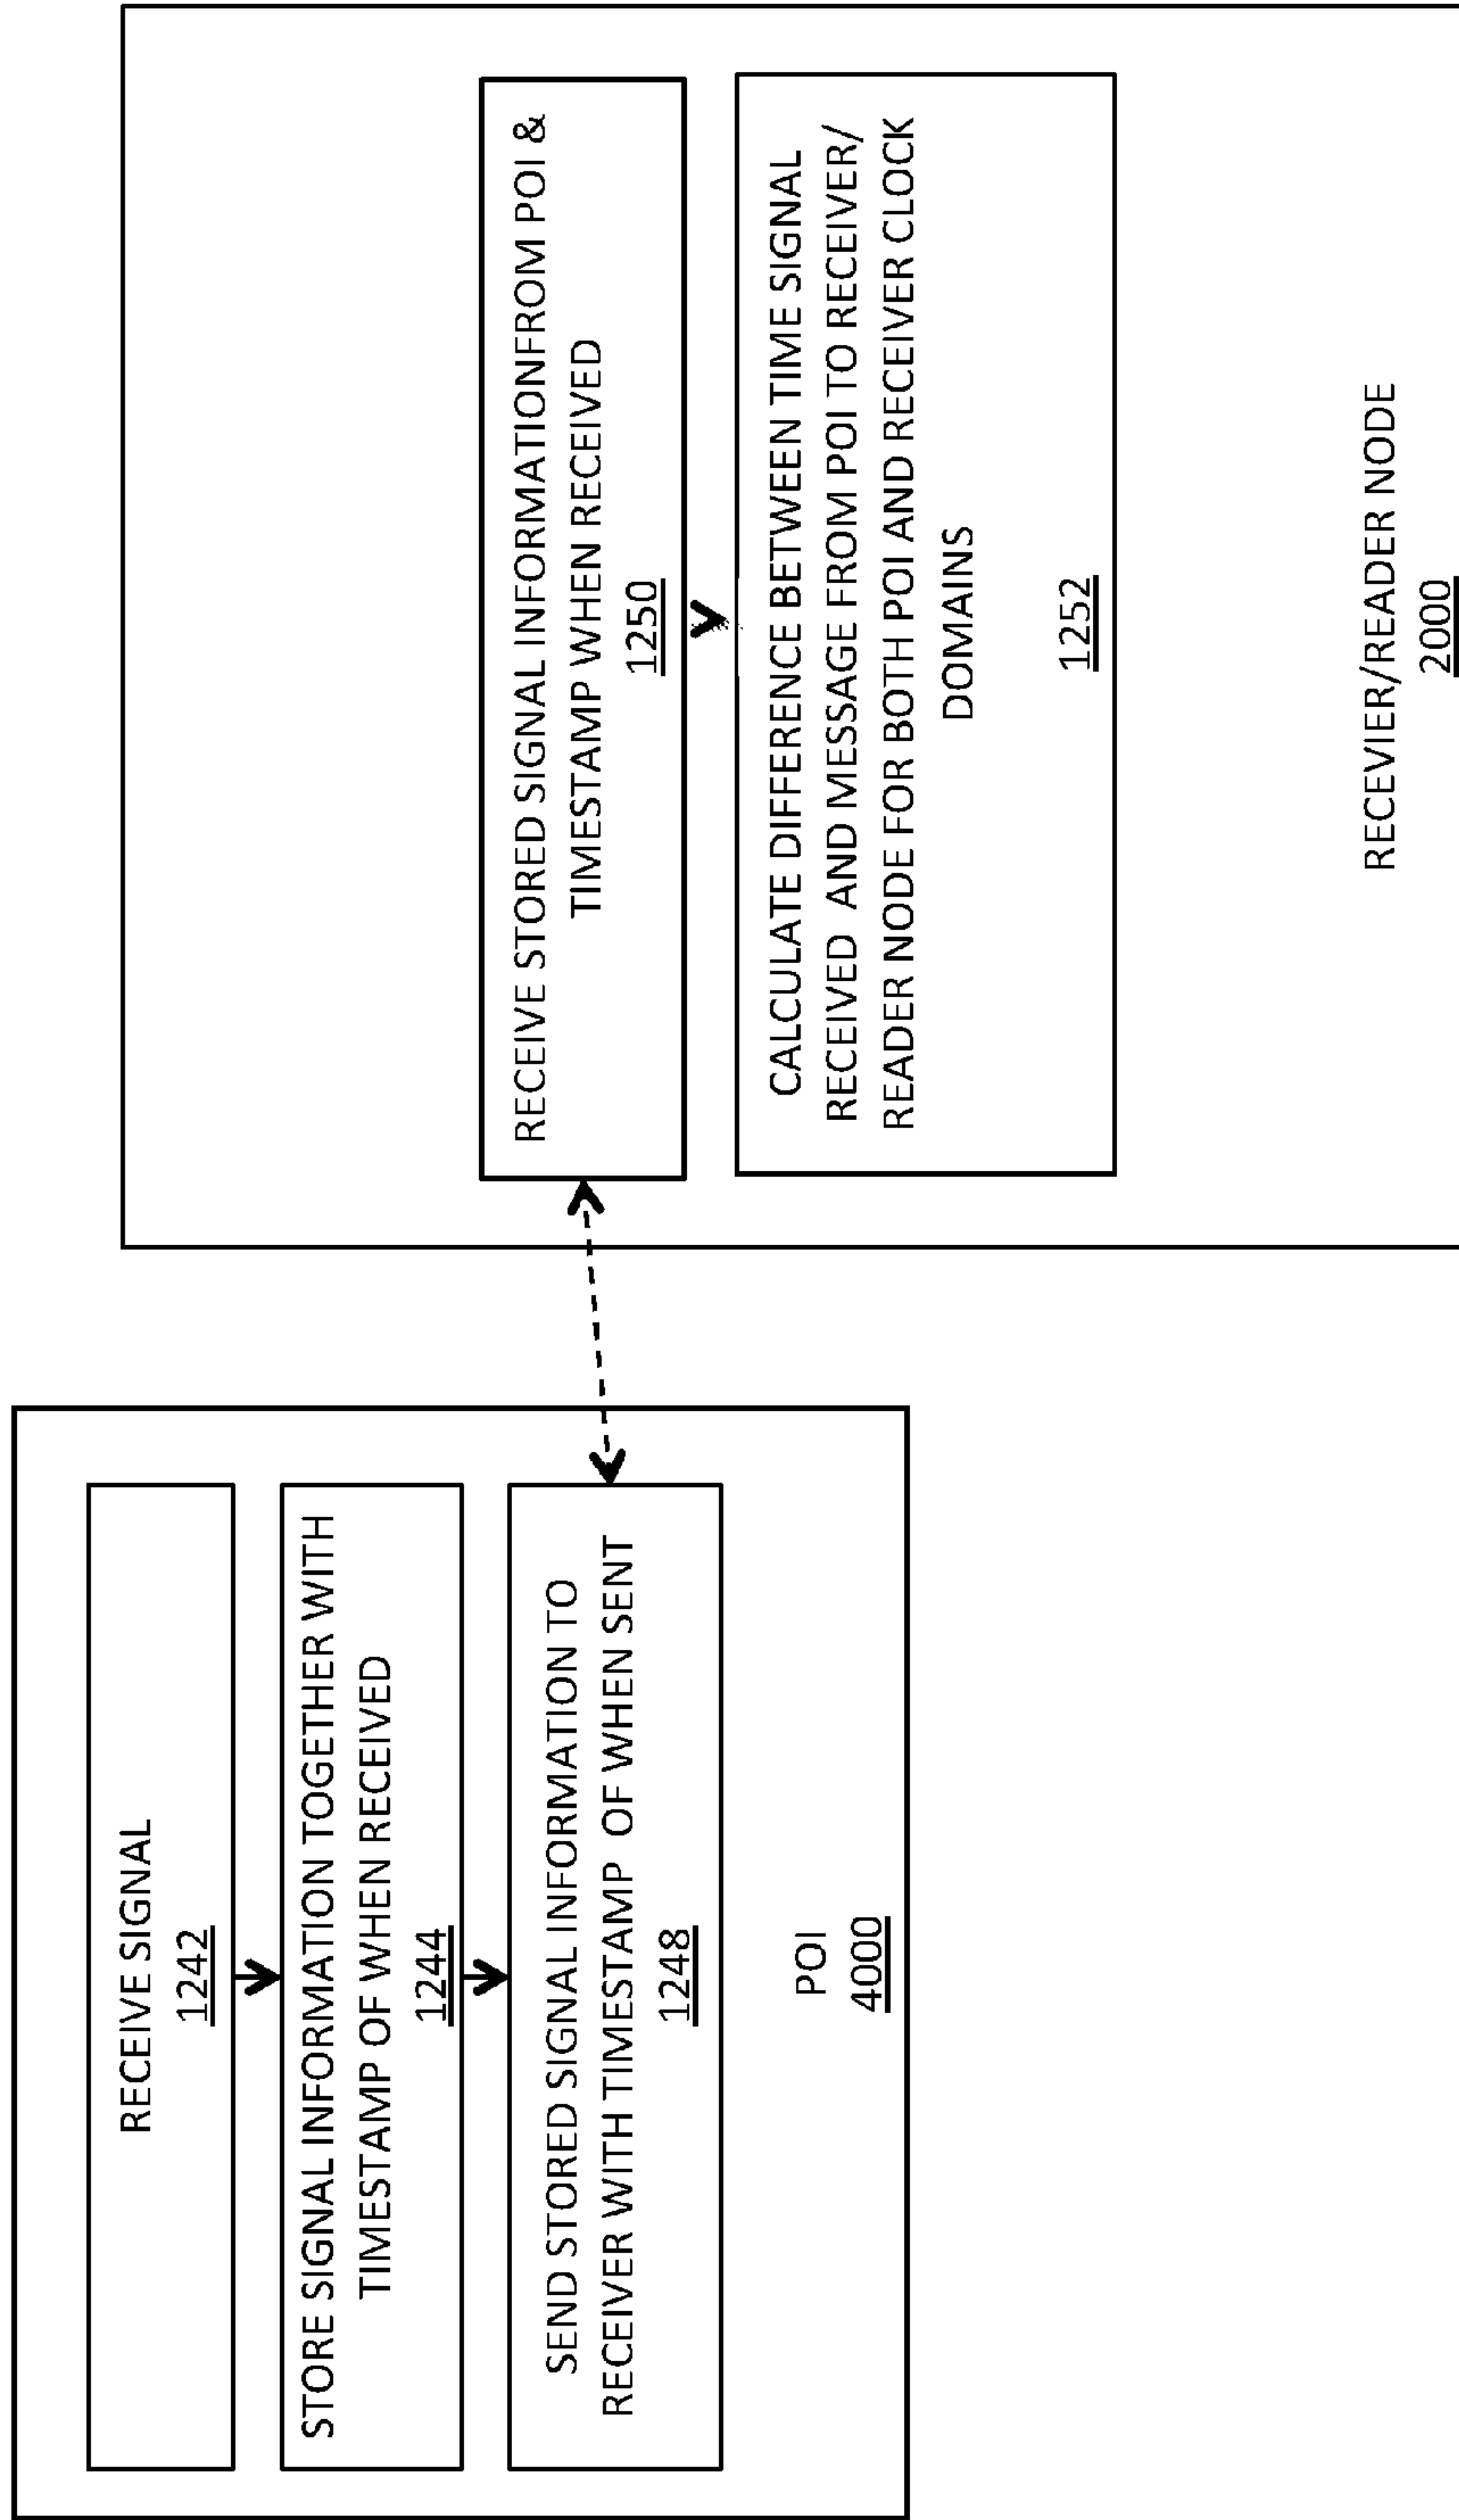 RECEIVE SIGNAL
1242
STORE SIGNAL INFORMATION TOGETHER WITH
TIMESTAMP OF WHEN RECEIVED
1244
SEND STORED SIGNAL INFORMATION TO
RECEIVER WITH TIMESTAMP OF WHEN SENT
1248
POI
4000
RECEIVE STORED SIGNAL INFORMATIONFROM POI &
TIMESTAMP WHEN RECEIVED
1250
CALCULATE DIFFERENCE BETWEEN TIME SIGNAL
RECEIVED AND MESSAGE FROM POI TO RECEIVER/
READER NODE FOR BOTH POI AND RECEIVER CLOCK
DOMAINS
1252
RECEVIER/READER NODE
2000